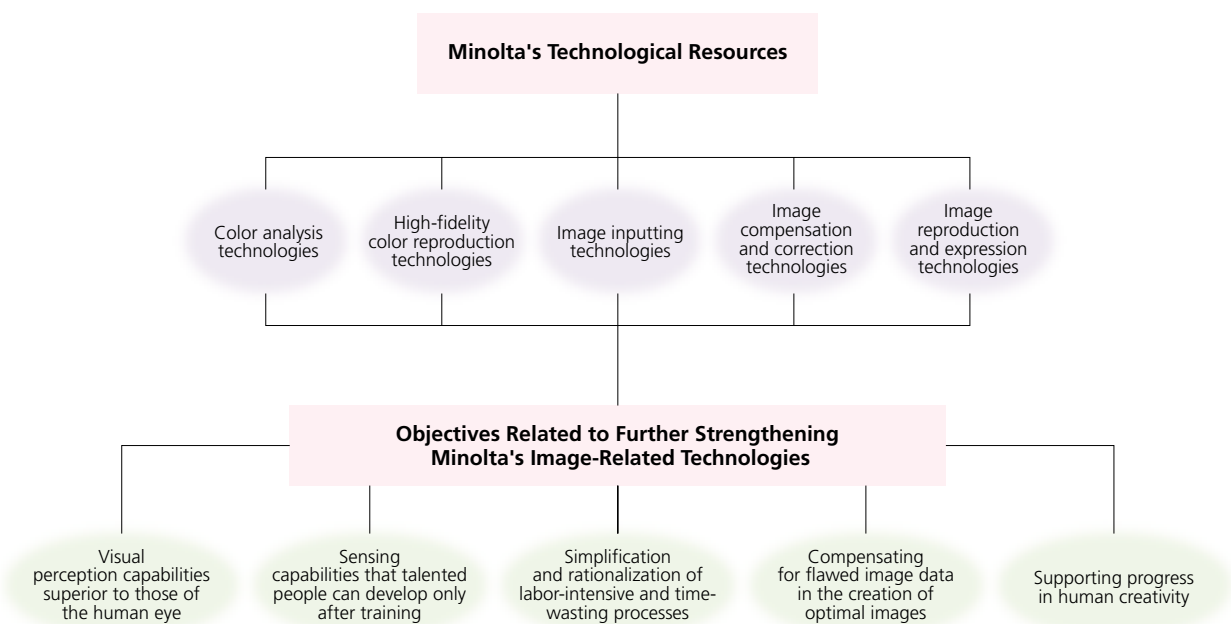 Minolta's Technological Resources
Color analysis
technologies
High-fidelity
color reproduction
technologies
Image inputting
technologies
Image
compensation
and correction
technologies
Image
reproduction
and expression
technologies
Objectives Related to Further Strengthening
Minolta's Image-Related Technologies
Visual
perception capabilities
superior to those of
the human eye
Sensing
capabilities that talented
people can develop only
after training
Simplification
and rationalization of
labor-intensive and time-
wasting processes
Compensating
for flawed image data
in the creation of
optimal images
Supporting progress
in human creativity